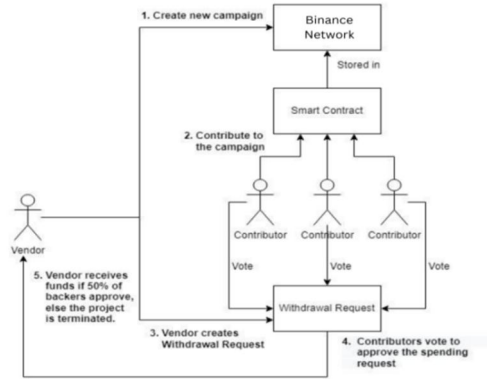 1. Create new campaign
Binance
Network
Stored in
Smart Contract
2. Contribute to
the campaign
Contributor
Contributor
Contributor
Vendor
Vote
Vote
Vote
5. Vendor receives
funds if 50% of
backers approve,
else the project
is terminated.
Withdrawal Request
3. Vendor creates
Withdrawal Request
4. Contributors vote to
approve the spending
request